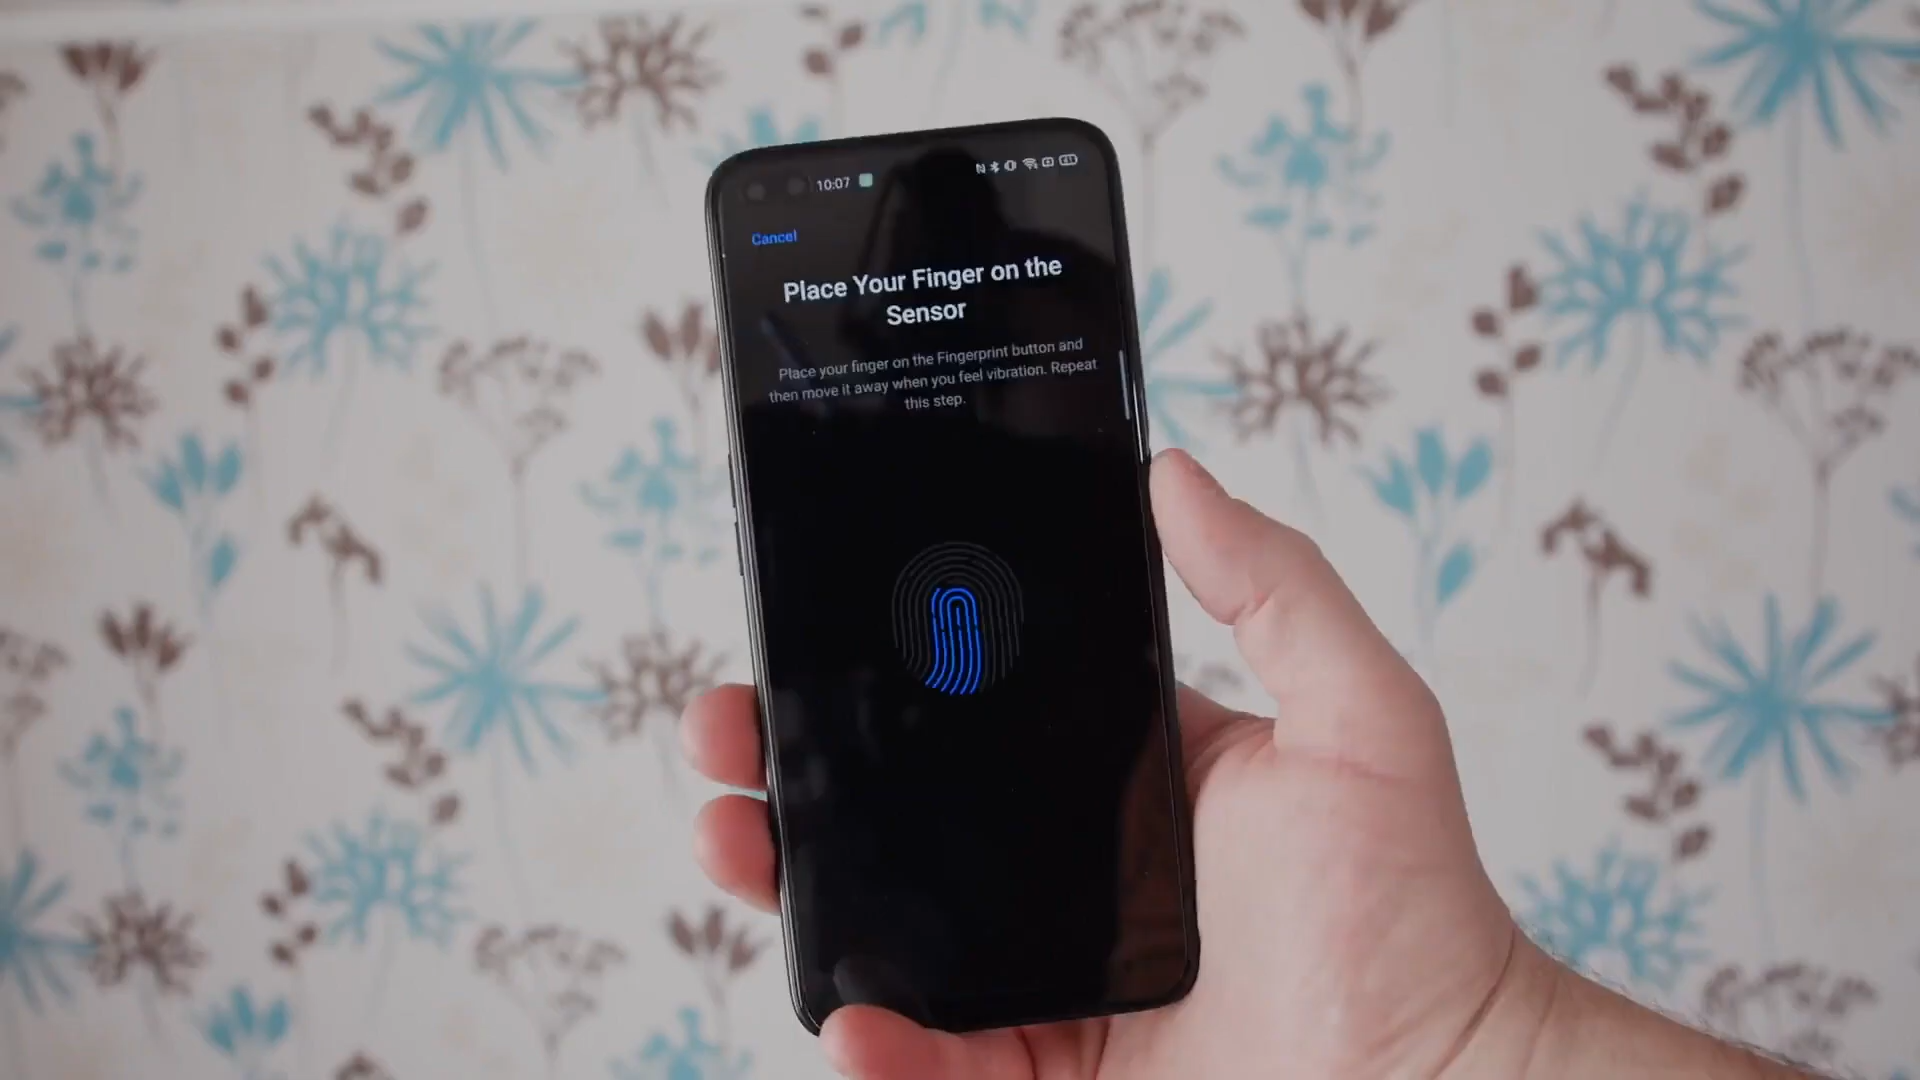 10:07
Cancel
Place Your Finger on the
Sensor
Place your finger on the Fingerprint button and
then move it away when you feel vibration. Repeat
this step.